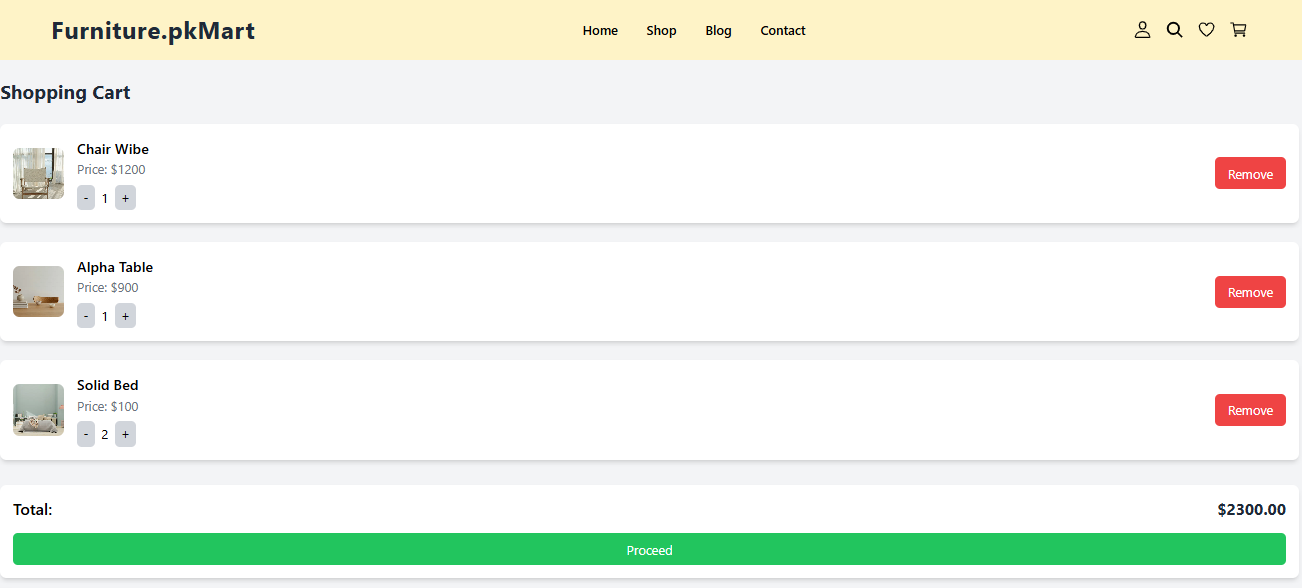 Furniture.pkMart Home Shop Blog Contact
Shopping Cart
Chair Wibe
Price: $1200
- 1 +
Remove
Alpha Table
Price: $900
- 1 +
Remove
Solid Bed
Price: $100
- 2 +
Remove
Total: $2300.00
Proceed